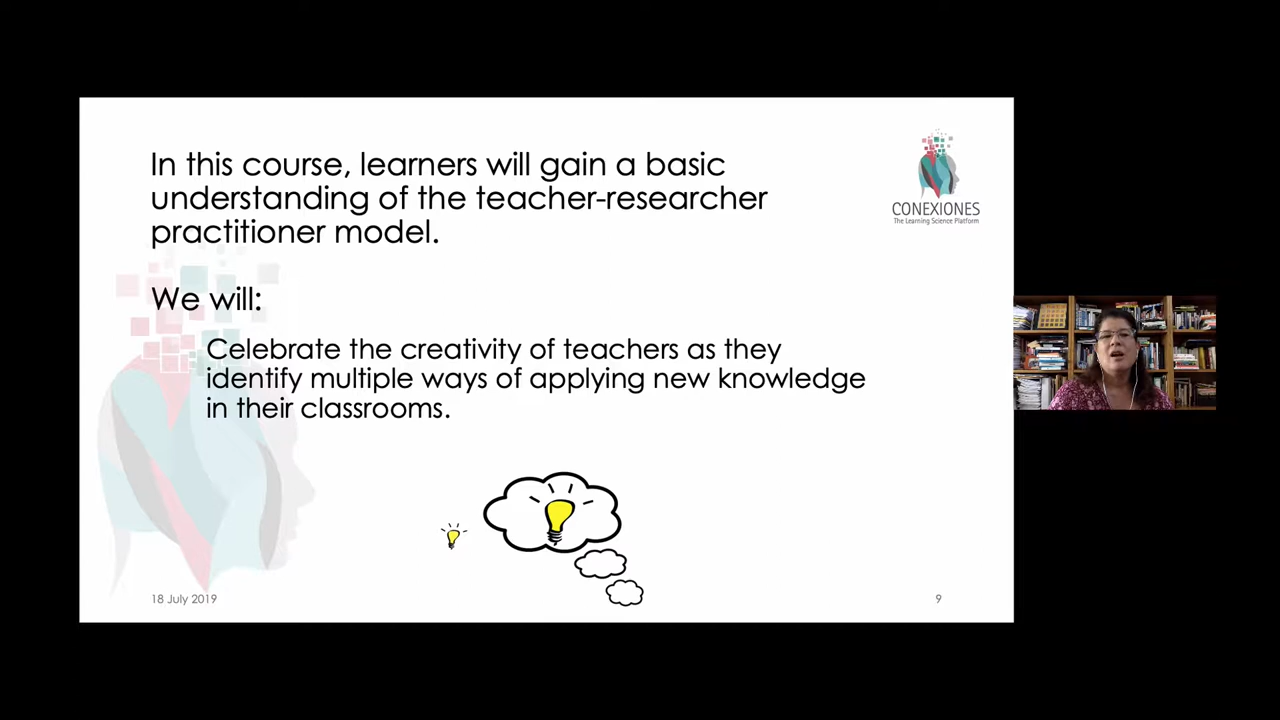 In this course, learners will gain a basic
understanding of the teacher-researcher
practitioner model.
CONEXIONES
The Learning Science Platform
We will:
Celebrate the creativity of teachers as they
identify multiple ways of applying new knowledge
in their classrooms.
18 July 2019
9